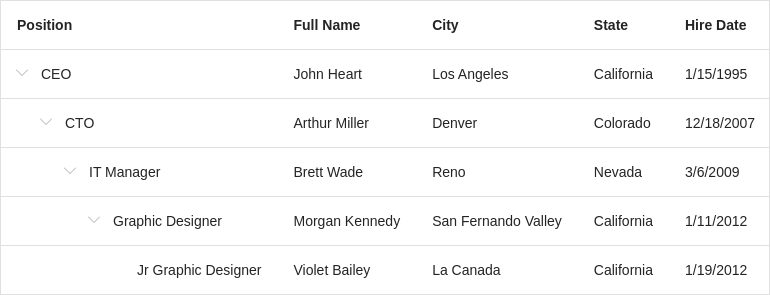 Position Full Name City State Hire Date
CEO John Heart Los Angeles California 1/15/1995
CTO Arthur Miller Denver Colorado 12/18/2007
IT Manager Brett Wade Reno Nevada 3/6/2009
Graphic Designer Morgan Kennedy San Fernando Valley California 1/11/2012
Jr Graphic Designer Violet Bailey La Canada California 1/19/2012